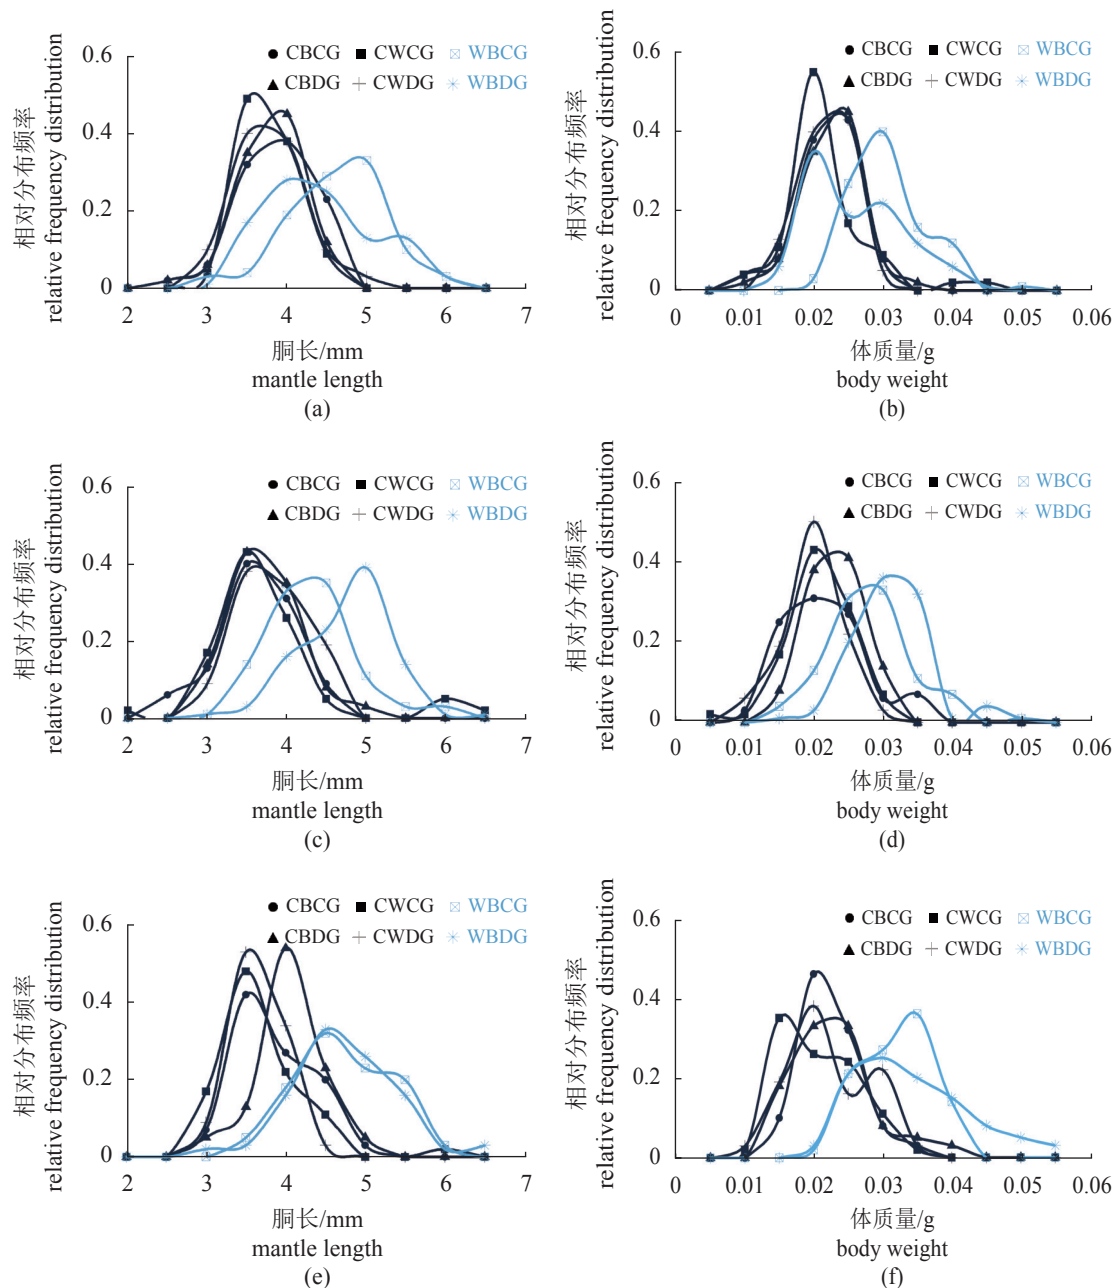 0.6
0.4
0.2
0
相对分布频率
relative frequency distribution
CBCG CWCG WBCG
CBDG CWDG WBDG
2 3 4 5 6 7
胴长/mm
mantle length
(a)
0.6
0.4
0.2
0
相对分布频率
relative frequency distribution
CBCG CWCG WBCG
CBDG CWDG WBDG
0 0.01 0.02 0.03 0.04 0.05 0.06
体质量/g
body weight
(b)
0.6
0.4
0.2
0
相对分布频率
relative frequency distribution
CBCG CWCG WBCG
CBDG CWDG WBDG
2 3 4 5 6 7
胴长/mm
mantle length
(c)
0.6
0.4
0.2
0
相对分布频率
relative frequency distribution
CBCG CWCG WBCG
CBDG CWDG WBDG
0 0.01 0.02 0.03 0.04 0.05 0.06
体质量/g
body weight
(d)
0.6
0.4
0.2
0
相对分布频率
relative frequency distribution
CBCG CWCG WBCG
CBDG CWDG WBDG
2 3 4 5 6 7
胴长/mm
mantle length
(e)
0.6
0.4
0.2
0
相对分布频率
relative frequency distribution
CBCG CWCG WBCG
CBDG CWDG WBDG
0 0.01 0.02 0.03 0.04 0.05 0.06
体质量/g
body weight
(f)